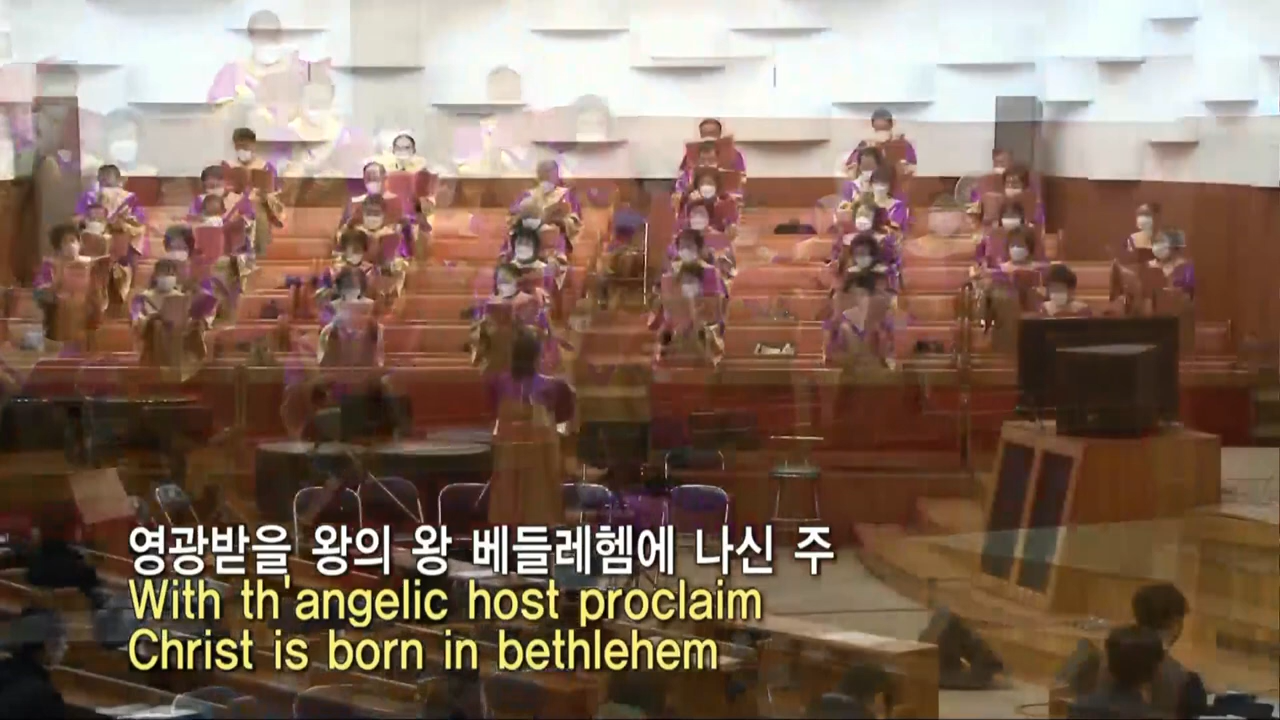 영광받을 왕의 왕 베들레헴에 나신 주
With th'angelic host proclaim
Christ is born in bethlehem